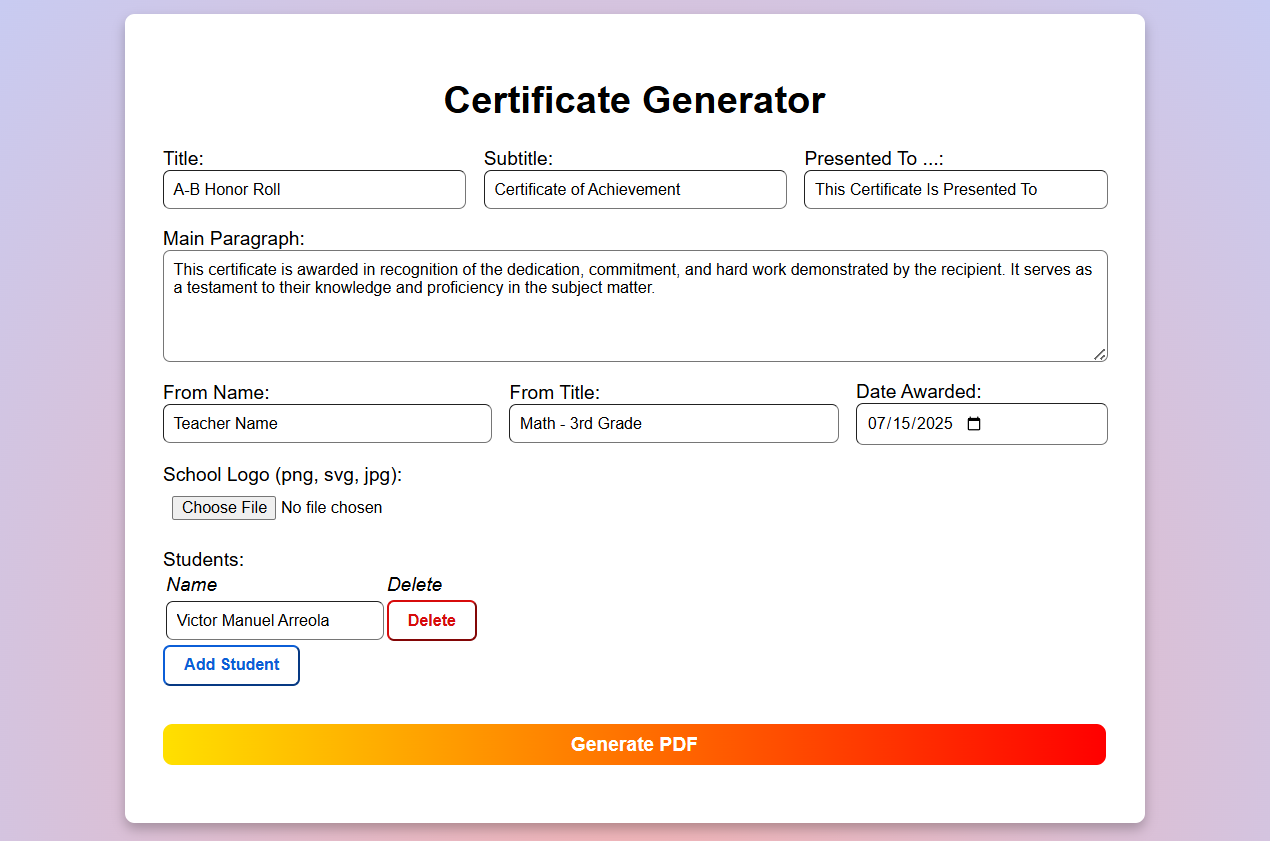 Certificate Generator
Title: Subtitle: Presented To ...:
A-B Honor Roll Certificate of Achievement This Certificate Is Presented To
Main Paragraph:
This certificate is awarded in recognition of the dedication, commitment, and hard work demonstrated by the recipient. It serves as
a testament to their knowledge and proficiency in the subject matter.
From Name: From Title: Date Awarded:
Teacher Name Math - 3rd Grade 07/15/2025
School Logo (png, svg, jpg):
Choose File No file chosen
Students:
Name Delete
Victor Manuel Arreola Delete
Add Student
Generate PDF